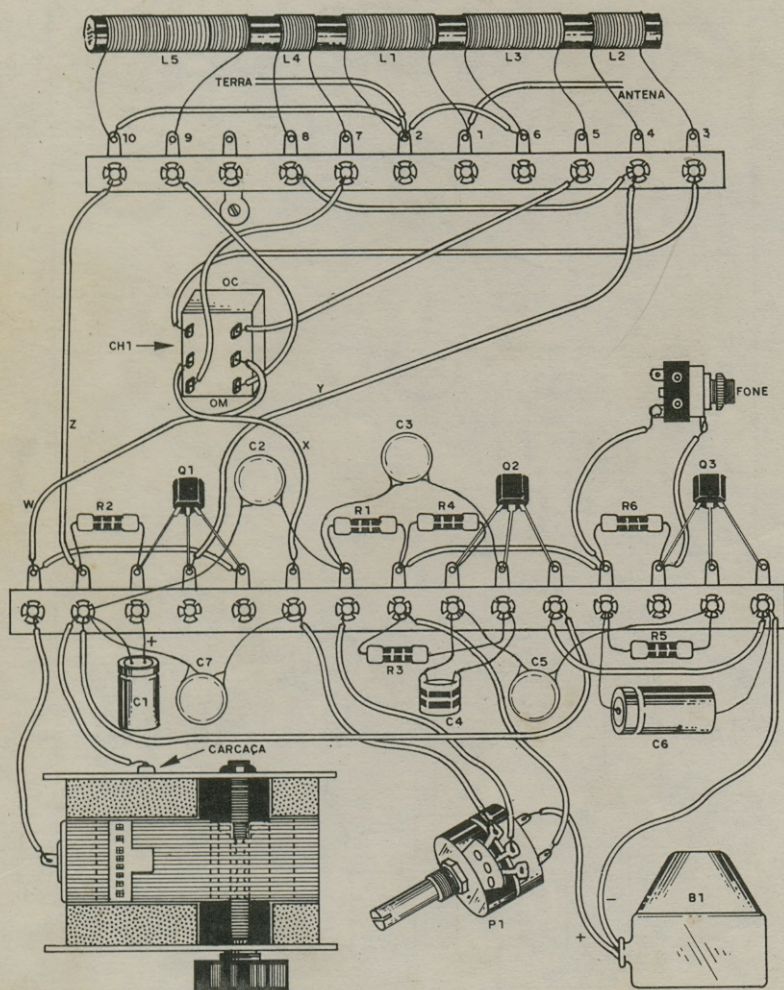 L5 L4 L1 L3 L2
TERRA
ANTENA
10 9 8 7 2 1 6 5 4 3
OC
CH1
OM
Y
FONE
Z
C2
X
C3
W
R2
Q1
R1
R4
Q2
R6
Q3
+
C1
C7
R3
C4
C5
R5
C6
CARCAÇA
P1
+
-
B1